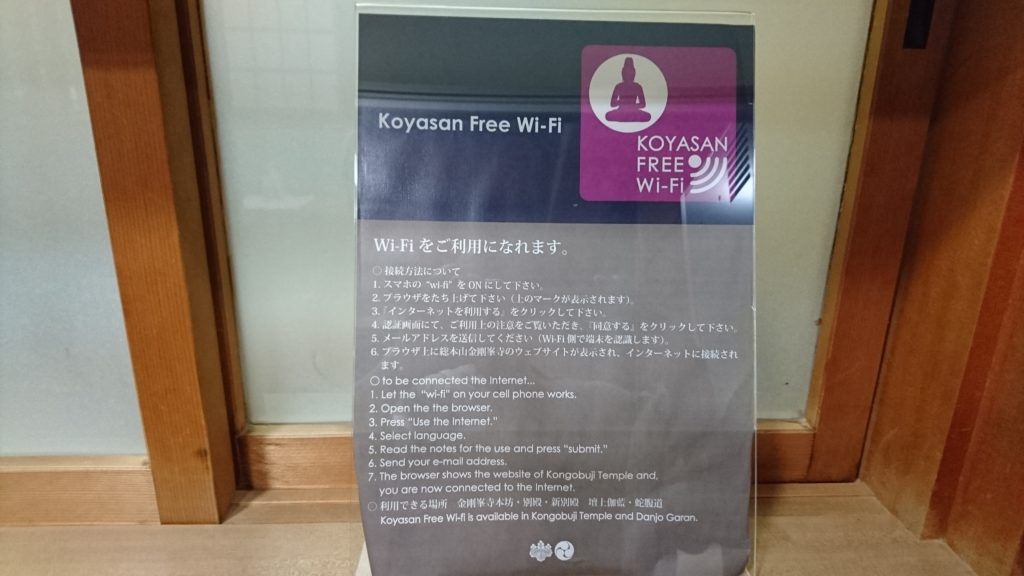 Koyasan Free Wi-Fi
KOYASAN
FREE
Wi-Fi
Wi-Fi をご利用になれます。
○ 接続方法について
1. スマホの “wi-fi” を ON にして下さい。
2. ブラウザをたち上げて下さい（上のマークが表示されます）。
3.「インターネットを利用する」をクリックして下さい。
4. 認証画面にて、ご利用上の注意をご覧いただき、「同意する」をクリックして下さい。
5. メールアドレスを送信してください（Wi-Fi 側で端末を認識します）。
6. ブラウザ上に総本山金剛峯寺のウェブサイトが表示され、インターネットに接続され
ます。
○ to be connected the Internet...
1. Let the “wi-fi” on your cell phone works.
2. Open the the browser.
3. Press “Use the Internet.”
4. Select language.
5. Read the notes for the use and press “submit.”
6. Send your e-mail address.
7. The browser shows the website of Kongobuji Temple and,
you are now connected to the Internet.
○ 利用できる場所　金剛峯寺本坊・別殿・新別殿　壇上伽藍・蛇腹道
Koyasan Free Wi-fi is available in Kongobuji Temple and Danjo Garan.